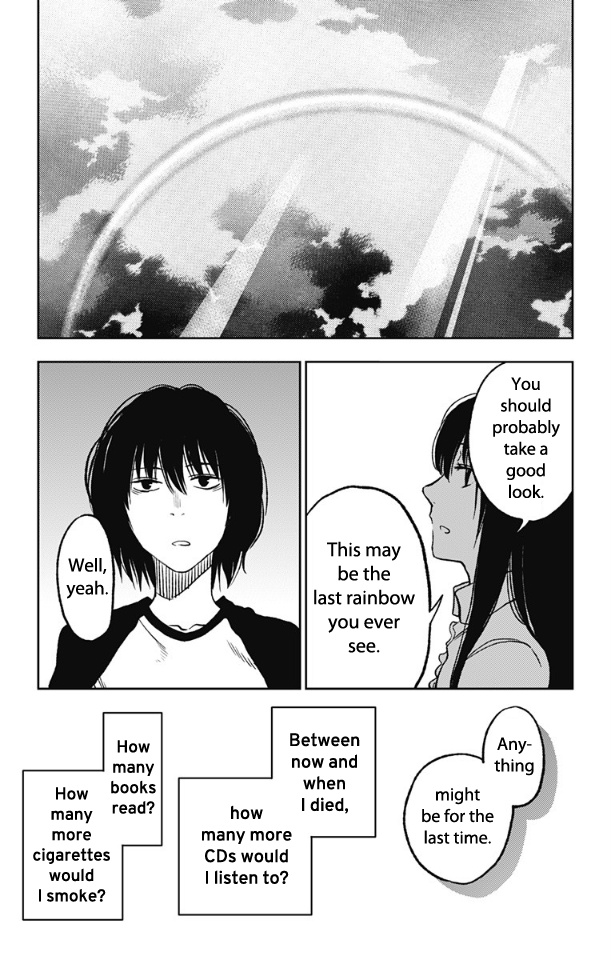 You
should
probably
take a
good
look.
This may
be the
last rainbow
you ever
see.
Well,
yeah.
Any-
thing
might
be for the
last time.
Between
now and
when
I died,
how
many more
CDs would
I listen to?
How
many
books
read?
How
many
more
cigarettes
would
I smoke?